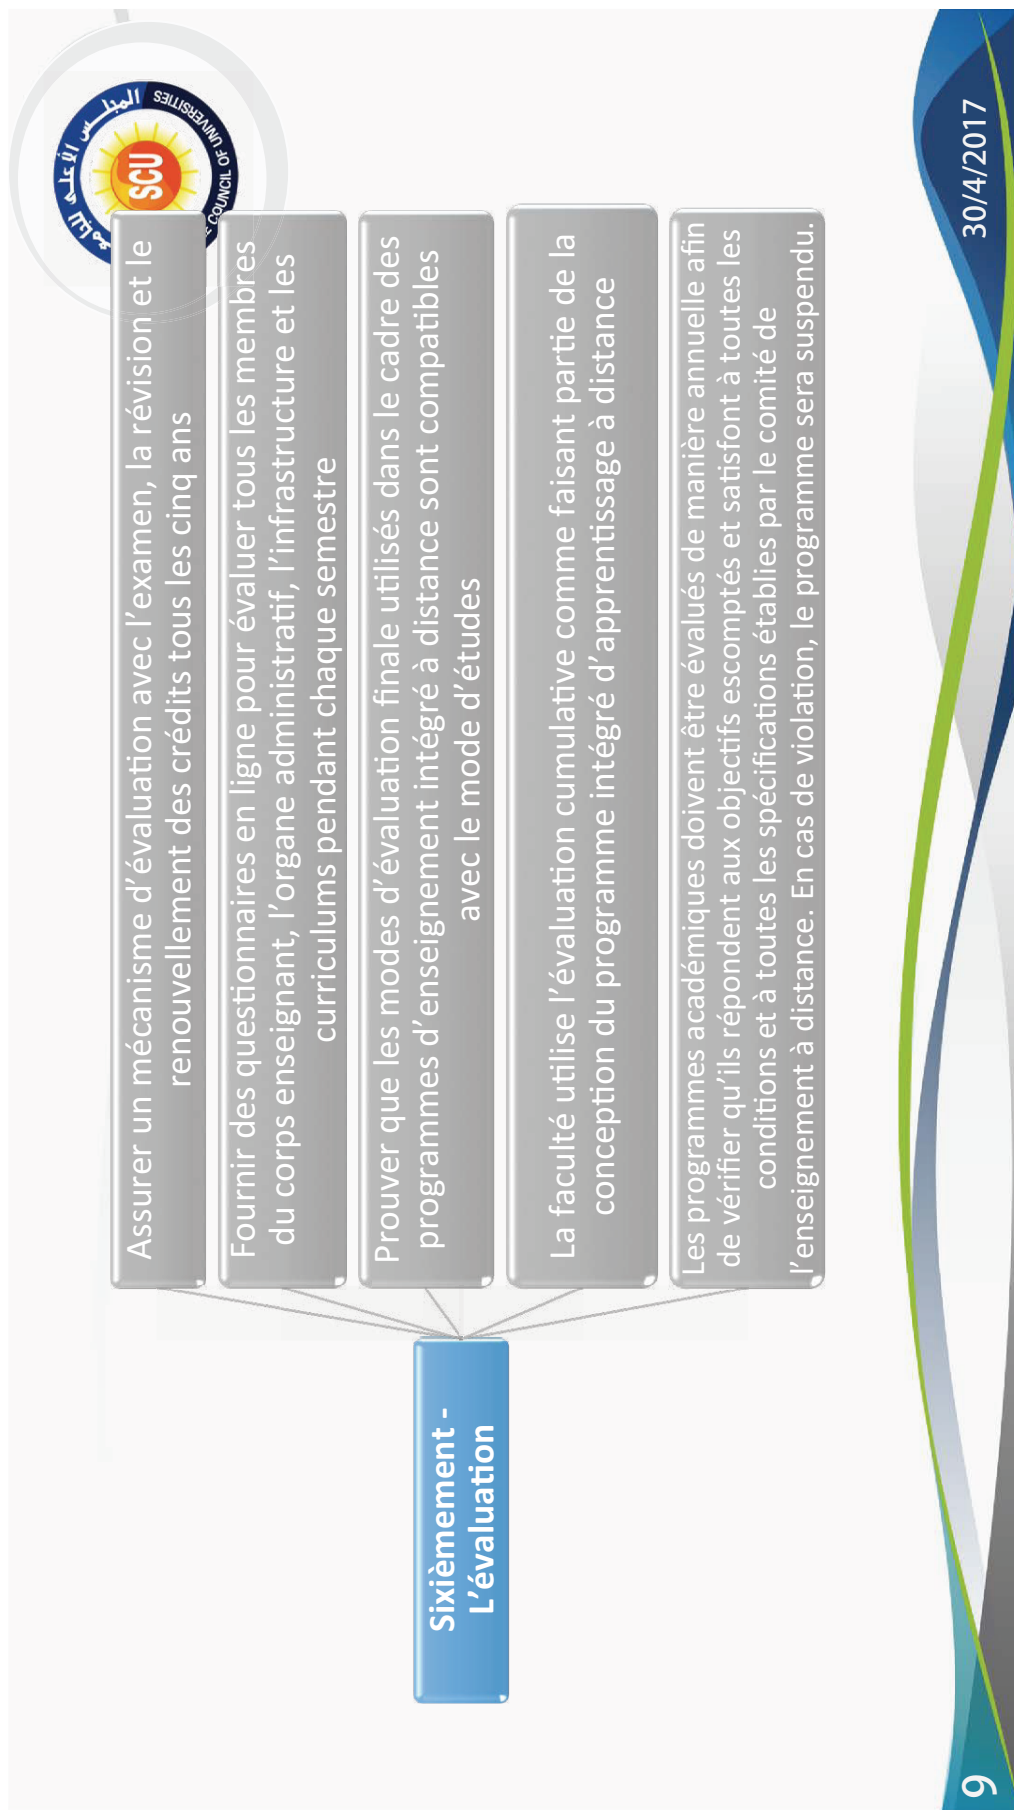 المجلس الأعلى للجامع
COUNCIL OF UNIVERSITIES
SCU
Sixièmement -
L’évaluation
Assurer un mécanisme d’évaluation avec l’examen, la révision et le
renouvellement des crédits tous les cinq ans
Fournir des questionnaires en ligne pour évaluer tous les membres
du corps enseignant, l’organe administratif, l’infrastructure et les
curriculums pendant chaque semestre
Prouver que les modes d’évaluation finale utilisés dans le cadre des
programmes d’enseignement intégré à distance sont compatibles
avec le mode d’études
La faculté utilise l’évaluation cumulative comme faisant partie de la
conception du programme intégré d’apprentissage à distance
Les programmes académiques doivent être évalués de manière annuelle afin
de vérifier qu’ils répondent aux objectifs escomptés et satisfont à toutes les
conditions et à toutes les spécifications établies par le comité de
l’enseignement à distance. En cas de violation, le programme sera suspendu.
9
30/4/2017